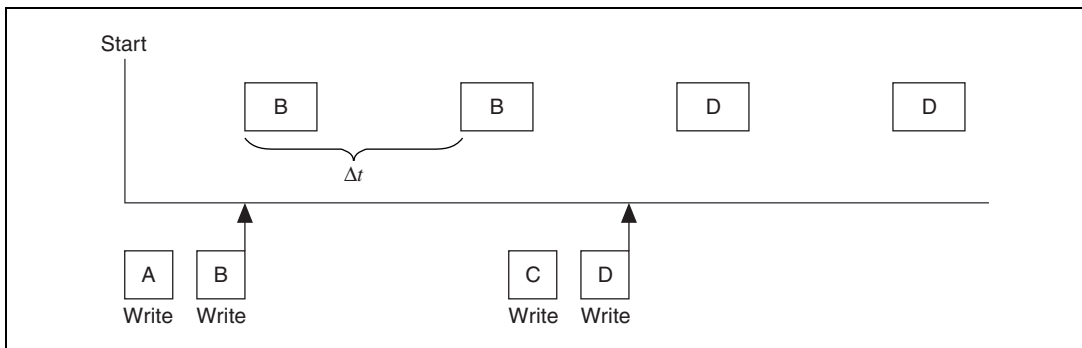 Start
B B D D
Δt
A B C D
Write Write Write Write